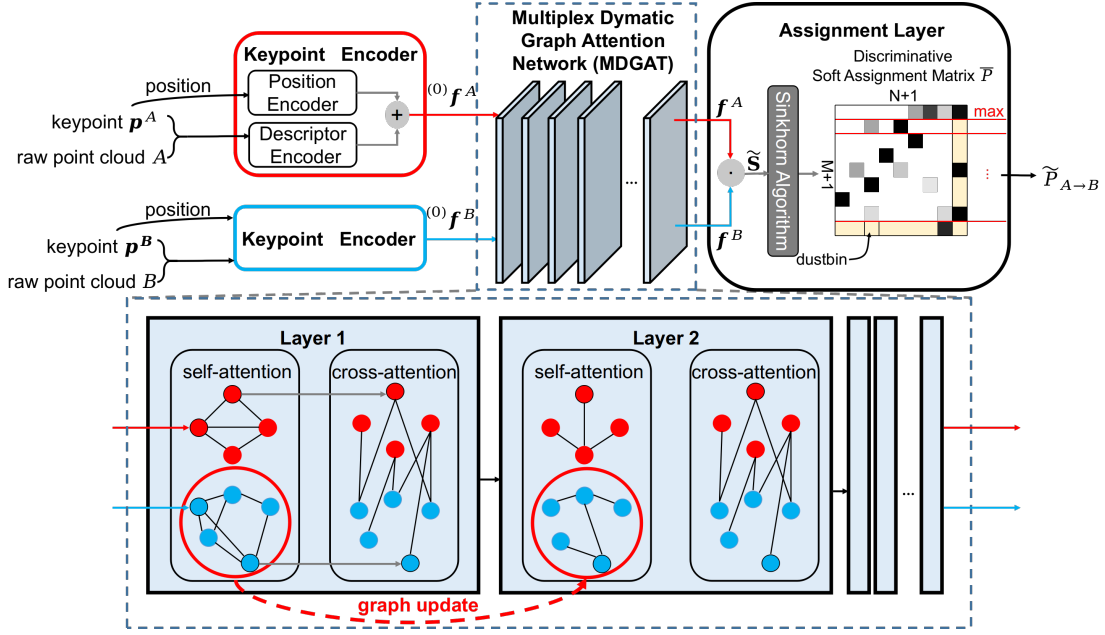 Multiplex Dymatic
Graph Attention
Network (MDGAT)
Keypoint Encoder
position
Position
Encoder
keypoint p^A
raw point cloud A
Descriptor
Encoder
+
(0) f^A
position
keypoint p^B
raw point cloud B
Keypoint Encoder
(0) f^B
...
f^A
f^B
·
S̃
Assignment Layer
Sinkhorn Algorithm
Discriminative
Soft Assignment Matrix P̅
N+1
M+1
max
⋮
dustbin
P̃ A→B
Layer 1
self-attention
cross-attention
Layer 2
self-attention
cross-attention
...
graph update